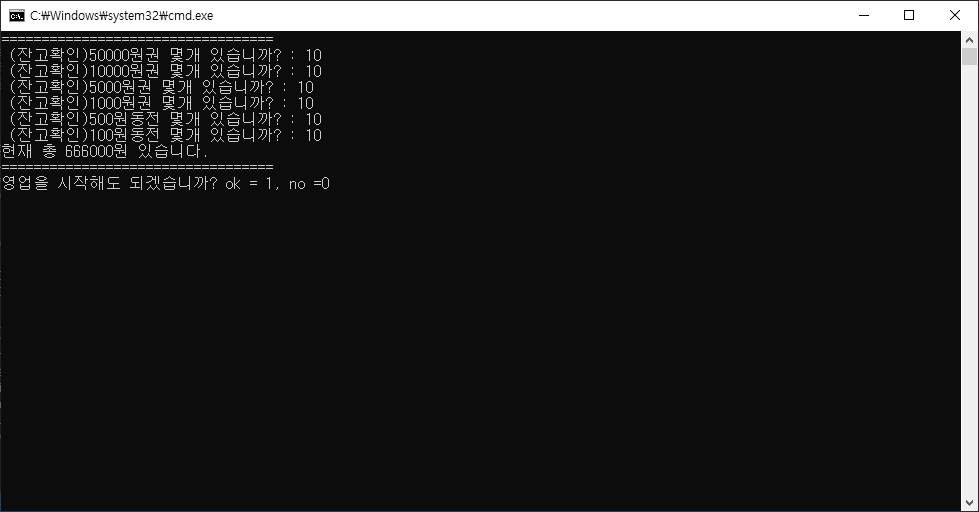 C:₩Windows₩system32₩cmd.exe
==================================
(잔고확인)50000원권 몇개 있습니까? : 10
(잔고확인)10000원권 몇개 있습니까? : 10
(잔고확인)5000원권 몇개 있습니까? : 10
(잔고확인)1000원권 몇개 있습니까? : 10
(잔고확인)500원동전 몇개 있습니까? : 10
(잔고확인)100원동전 몇개 있습니까? : 10
현재 총 666000원 있습니다.
==================================
영업을 시작해도 되겠습니까? ok = 1, no =0